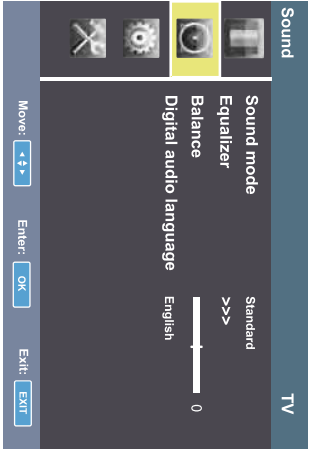 Sound TV
Sound mode Standard
Equalizer >>>
Balance 0
Digital audio language English
Move: Enter: OK Exit: EXIT